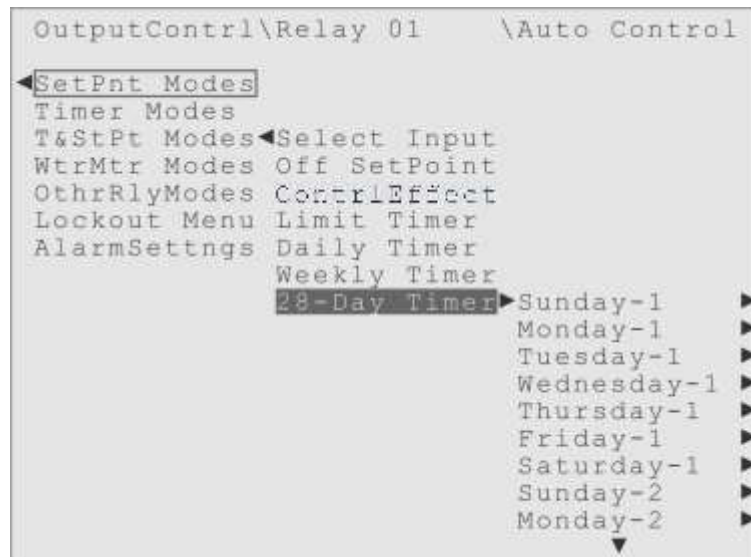 OutputContrl\Relay 01 \Auto Control
SetPnt Modes
Timer Modes
T&StPt Modes Select Input
WtrMtr Modes Off SetPoint
OthrRlyModes ContrlEffect
Lockout Menu Limit Timer
AlarmSettngs Daily Timer
Weekly Timer
28-Day Timer Sunday-1
Monday-1
Tuesday-1
Wednesday-1
Thursday-1
Friday-1
Saturday-1
Sunday-2
Monday-2